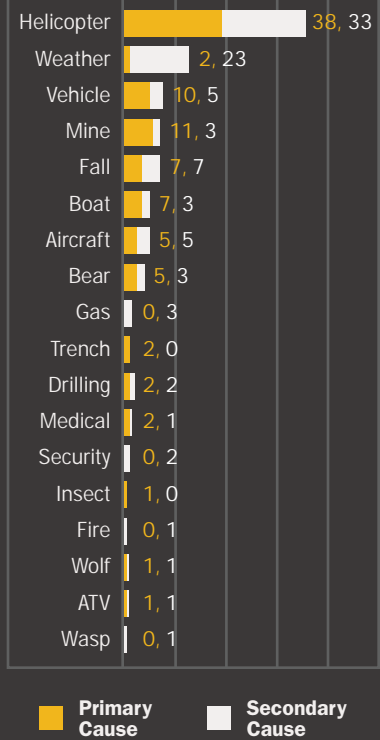 Helicopter 38, 33
Weather 2, 23
Vehicle 10, 5
Mine 11, 3
Fall 7, 7
Boat 7, 3
Aircraft 5, 5
Bear 5, 3
Gas 0, 3
Trench 2, 0
Drilling 2, 2
Medical 2, 1
Security 0, 2
Insect 1, 0
Fire 0, 1
Wolf 1, 1
ATV 1, 1
Wasp 0, 1
Primary
Cause
Secondary
Cause